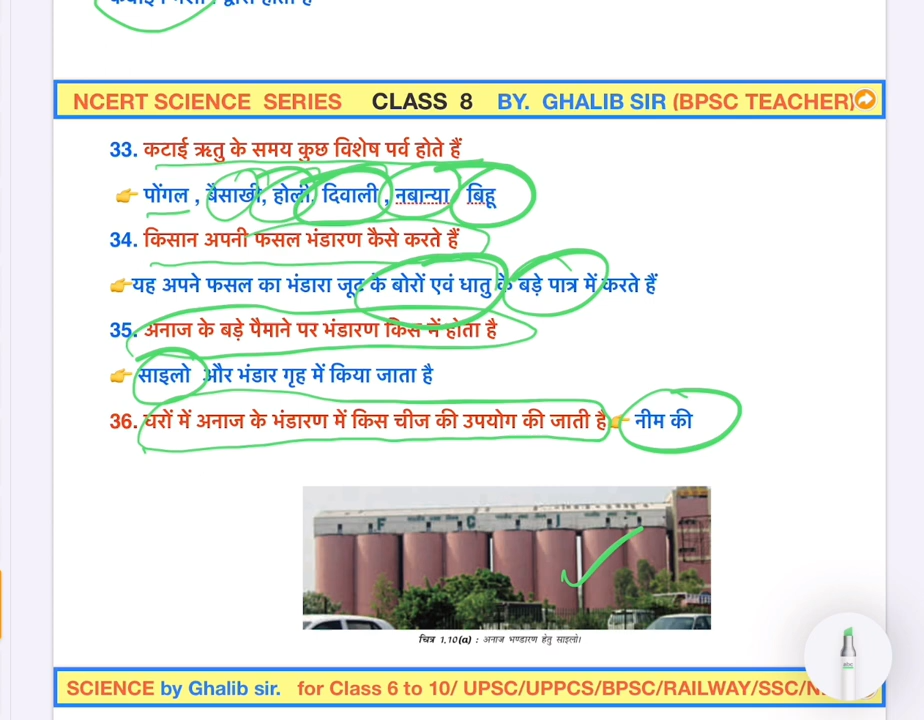 NCERT SCIENCE SERIES CLASS 8 BY. GHALIB SIR (BPSC TEACHER)
33. कटाई ऋतु के समय कुछ विशेष पर्व होते हैं
👉 पोंगल , बैसाखी, होली, दिवाली , नबान्या, बिहू
34. किसान अपनी फसल भंडारण कैसे करते हैं
👉यह अपने फसल का भंडारा जूट के बोरों एवं धातु के बड़े पात्र में करते हैं
35. अनाज के बड़े पैमाने पर भंडारण किस में होता है
👉 साइलो और भंडार गृह में किया जाता है
36. घरों में अनाज के भंडारण में किस चीज की उपयोग की जाती है👉 नीम की
F C I
चित्र 1.10(a) : अनाज भण्डारण हेतु साइलो।
SCIENCE by Ghalib sir. for Class 6 to 10/ UPSC/UPPCS/BPSC/RAILWAY/SSC/